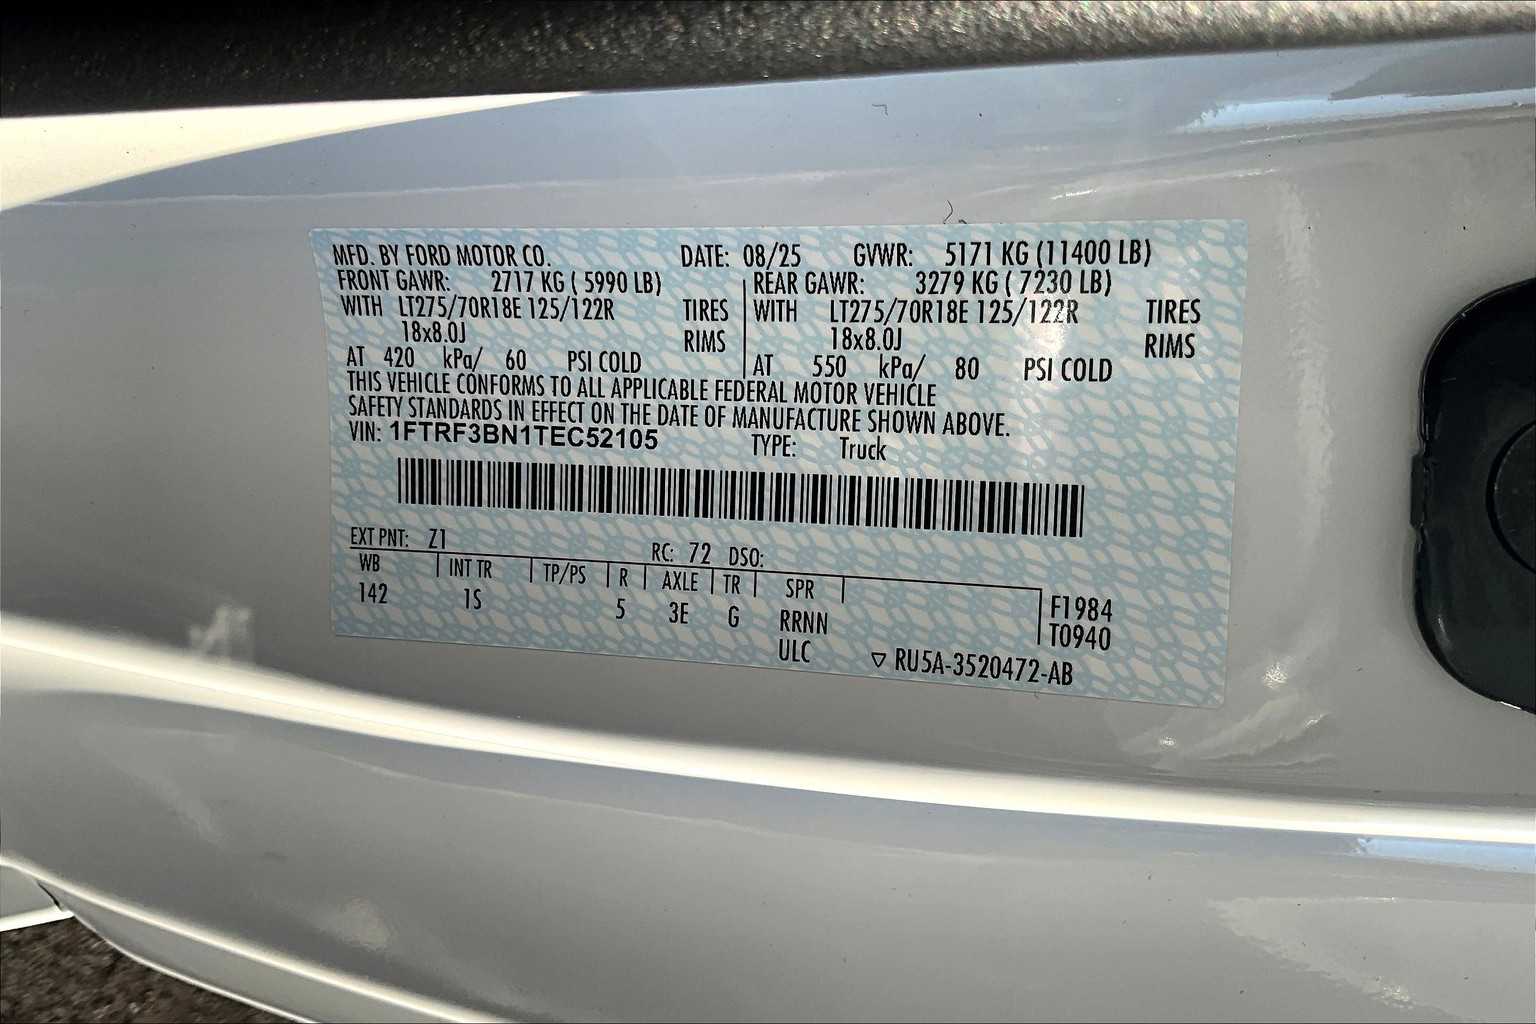 MFD. BY FORD MOTOR CO. DATE: 08/25 GVWR: 5171 KG (11400 LB)
FRONT GAWR: 2717 KG ( 5990 LB) REAR GAWR: 3279 KG ( 7230 LB)
WITH LT275/70R18E 125/122R TIRES WITH LT275/70R18E 125/122R TIRES
18x8.0J RIMS 18x8.0J RIMS
AT 420 kPa/ 60 PSI COLD AT 550 kPa/ 80 PSI COLD
THIS VEHICLE CONFORMS TO ALL APPLICABLE FEDERAL MOTOR VEHICLE
SAFETY STANDARDS IN EFFECT ON THE DATE OF MANUFACTURE SHOWN ABOVE.
VIN: 1FTRF3BN1TEC52105 TYPE: Truck
EXT PNT: Z1 RC: 72 DSO:
WB INT TR TP/PS R AXLE TR SPR
142 1S 5 3E G RRNN F1984
ULC T0940
▽ RU5A-3520472-AB